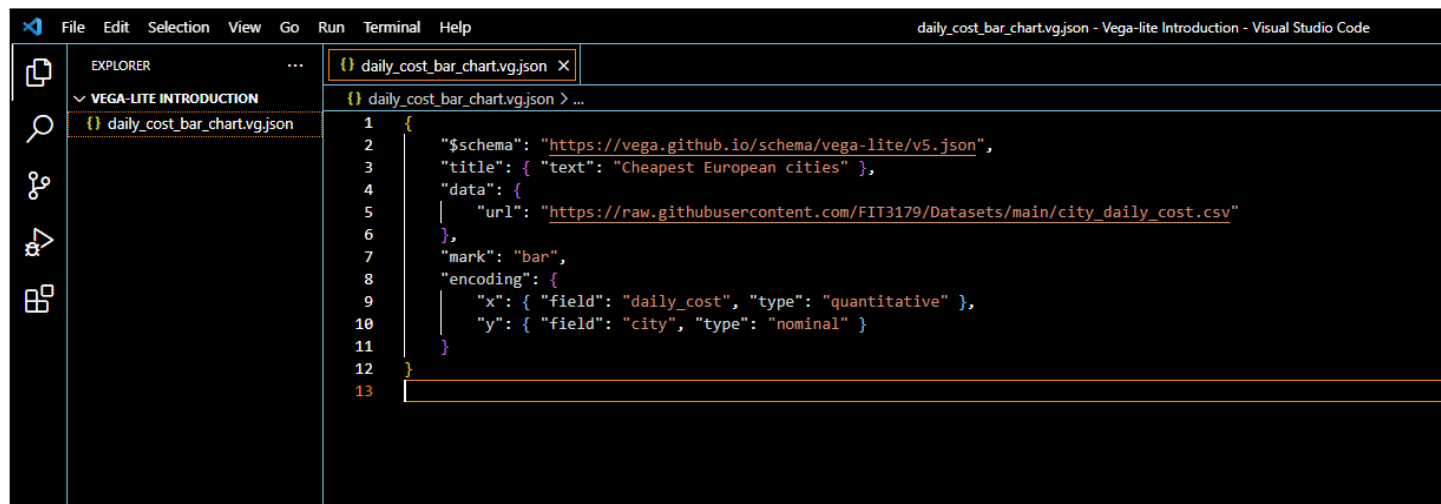 File Edit Selection View Go Run Terminal Help
daily_cost_bar_chart.vg.json - Vega-lite Introduction - Visual Studio Code
EXPLORER ...
VEGA-LITE INTRODUCTION
{} daily_cost_bar_chart.vg.json
{} daily_cost_bar_chart.vg.json ×
{} daily_cost_bar_chart.vg.json > ...
1 {
2 "$schema": "https://vega.github.io/schema/vega-lite/v5.json",
3 "title": { "text": "Cheapest European cities" },
4 "data": {
5 "url": "https://raw.githubusercontent.com/FIT3179/Datasets/main/city_daily_cost.csv"
6 },
7 "mark": "bar",
8 "encoding": {
9 "x": { "field": "daily_cost", "type": "quantitative" },
10 "y": { "field": "city", "type": "nominal" }
11 }
12 }
13